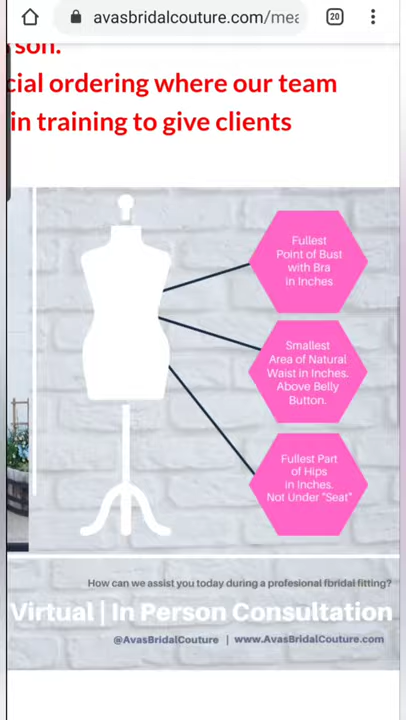 avasbridalcouture.com/mea
20
son.
cial ordering where our team
in training to give clients
Fullest
Point of Bust
with Bra
in Inches
Smallest
Area of Natural
Waist in Inches.
Above Belly
Button.
Fullest Part
of Hips
in Inches.
Not Under "Seat"
How can we assist you today during a profesional fbridal fitting?
Virtual | In Person Consultation
@AvasBridalCouture | www.AvasBridalCouture.com